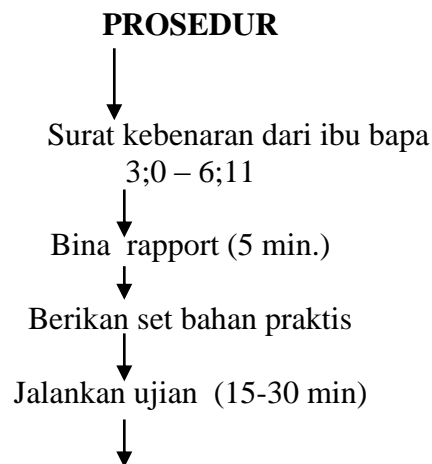 PROSEDUR
Surat kebenaran dari ibu bapa
3;0 – 6;11
Bina rapport (5 min.)
Berikan set bahan praktis
Jalankan ujian (15-30 min)